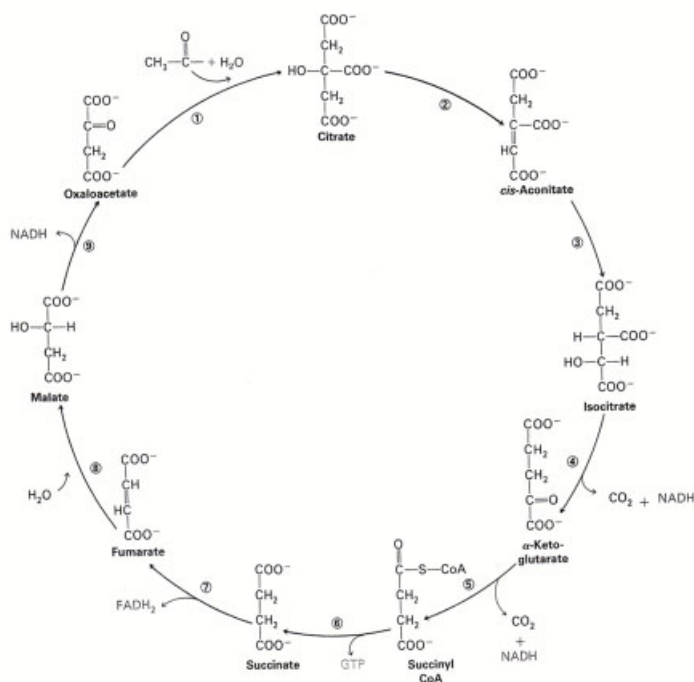 COO⁻
CH₂
HO—C—COO⁻
CH₂
COO⁻
Citrate
O
CH₃—C— + H₂O
①
②
COO⁻
CH₂
C—COO⁻
HC
COO⁻
cis-Aconitate
COO⁻
C=O
CH₂
COO⁻
Oxaloacetate
③
NADH
⑨
COO⁻
CH₂
H—C—COO⁻
HO—C—H
COO⁻
Isocitrate
COO⁻
HO—C—H
CH₂
COO⁻
Malate
④
CO₂ + NADH
COO⁻
CH₂
CH₂
C=O
COO⁻
α-Keto-
glutarate
⑧
H₂O
COO⁻
CH
HC
COO⁻
Fumarate
⑤
CO₂
+
NADH
O
C—S—CoA
CH₂
CH₂
COO⁻
Succinyl
CoA
⑥
GTP
COO⁻
CH₂
CH₂
COO⁻
Succinate
⑦
FADH₂